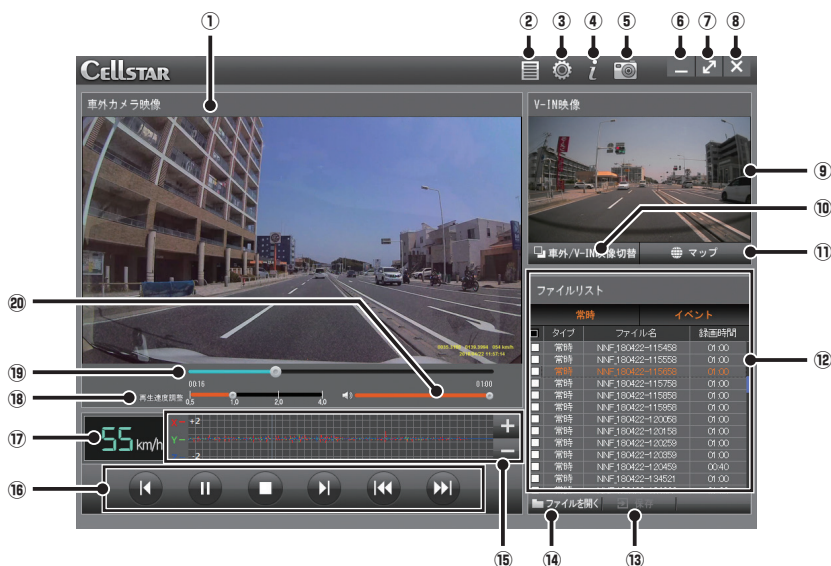 ① ② ③ ④ ⑤ ⑥ ⑦ ⑧
CELLSTAR
車外カメラ映像
V-IN映像
⑨
⑩
車外/V-IN映像切替 マップ
⑪
ファイルリスト
常時 イベント
タイプ ファイル名 録画時間
常時 NNF_180422-115458 01:00
常時 NNF_180422-115558 01:00
常時 NNF_180422-115658 01:00
常時 NNF_180422-115758 01:00
常時 NNF_180422-115858 01:00
常時 NNF_180422-115958 01:00
常時 NNF_180422-120058 01:00
常時 NNF_180422-120158 01:00
常時 NNF_180422-120259 01:00
常時 NNF_180422-120359 01:00
常時 NNF_180422-120459 00:40
常時 NNF_180422-134521 01:00
⑫
ファイルを開く 保存
⑳
2018/04/22 11:57:14
⑲
00:16 01:00
⑱
再生速度調整
0.5 1.0 2.0 4.0
⑰
55 km/h
+2
Y
-2
+
−
⑯
⑮ ⑭ ⑬